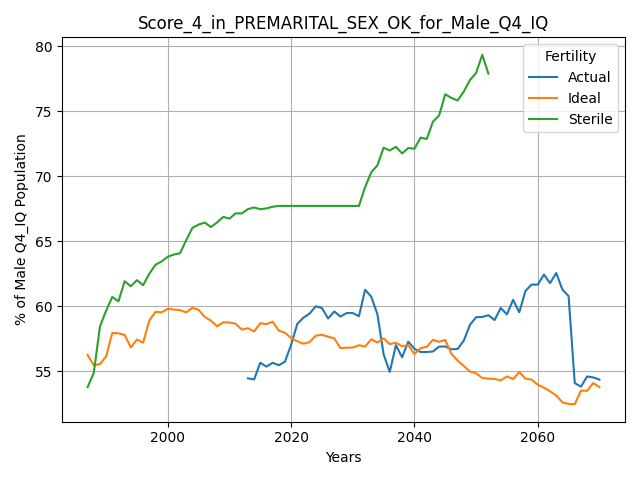 Score_4_in_PREMARITAL_SEX_OK_for_Male_Q4_IQ
% of Male Q4_IQ Population
80
75
70
65
60
55
Fertility
Actual
Ideal
Sterile
2000
2020
2040
2060
Years